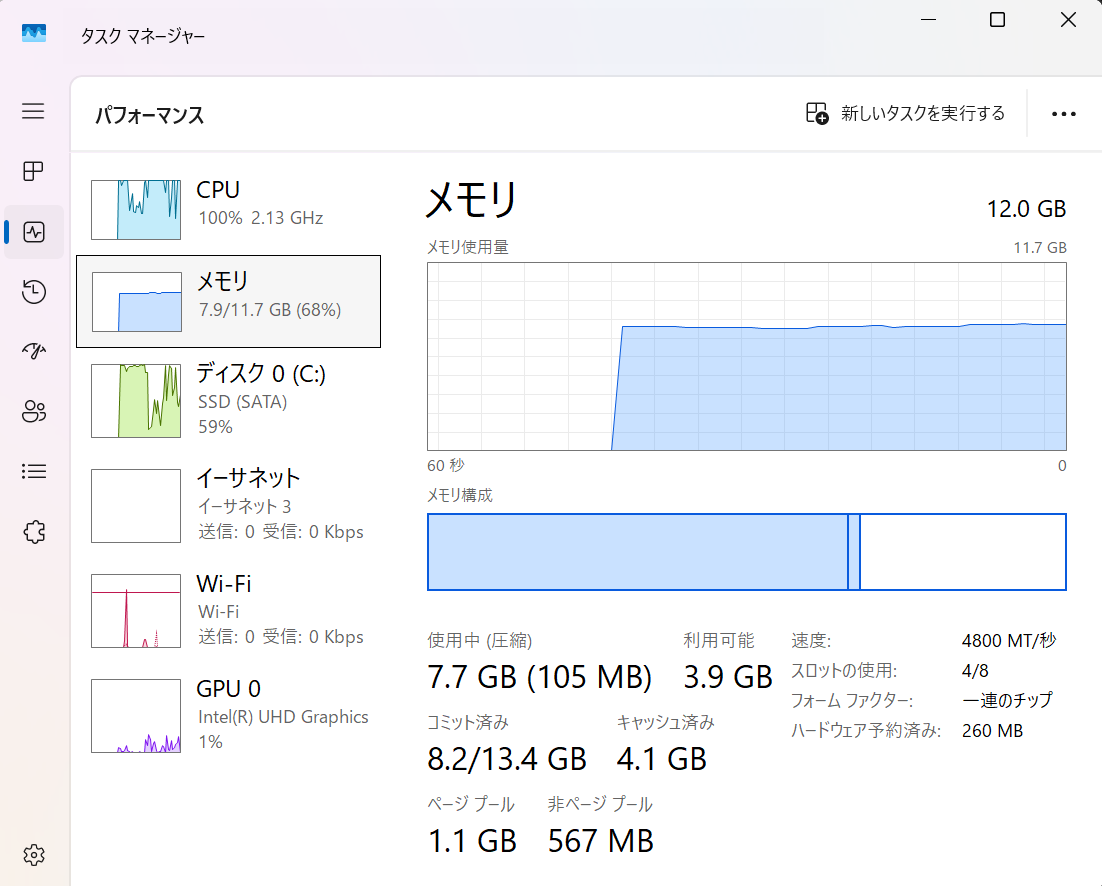 タスク マネージャー
パフォーマンス
新しいタスクを実行する
CPU
100% 2.13 GHz
メモリ
7.9/11.7 GB (68%)
ディスク 0 (C:)
SSD (SATA)
59%
イーサネット
イーサネット 3
送信: 0 受信: 0 Kbps
Wi-Fi
Wi-Fi
送信: 0 受信: 0 Kbps
GPU 0
Intel(R) UHD Graphics
1%
メモリ
12.0 GB
メモリ使用量
11.7 GB
60 秒
0
メモリ構成
使用中 (圧縮)
7.7 GB (105 MB)
利用可能
3.9 GB
コミット済み
8.2/13.4 GB
キャッシュ済み
4.1 GB
ページ プール
1.1 GB
非ページ プール
567 MB
速度: 4800 MT/秒
スロットの使用: 4/8
フォーム ファクター: 一連のチップ
ハードウェア予約済み: 260 MB